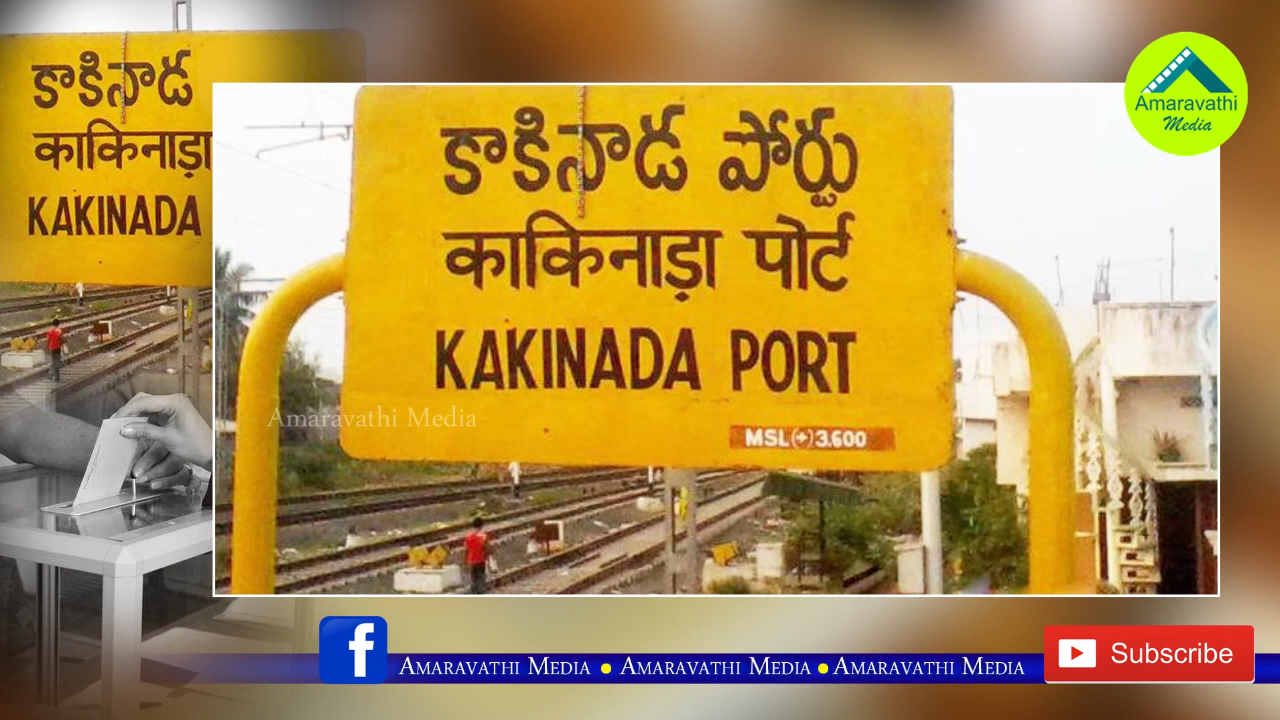 కాకినాడ
काकिनाड़ा
KAKINADA
కాకినాడ పోర్టు
काकिनाड़ा पोर्ट
KAKINADA PORT
MSL(+)3.600
Amaravathi Media
Amaravathi
Media
f
AMARAVATHI MEDIA ● AMARAVATHI MEDIA ● AMARAVATHI MEDIA
Subscribe